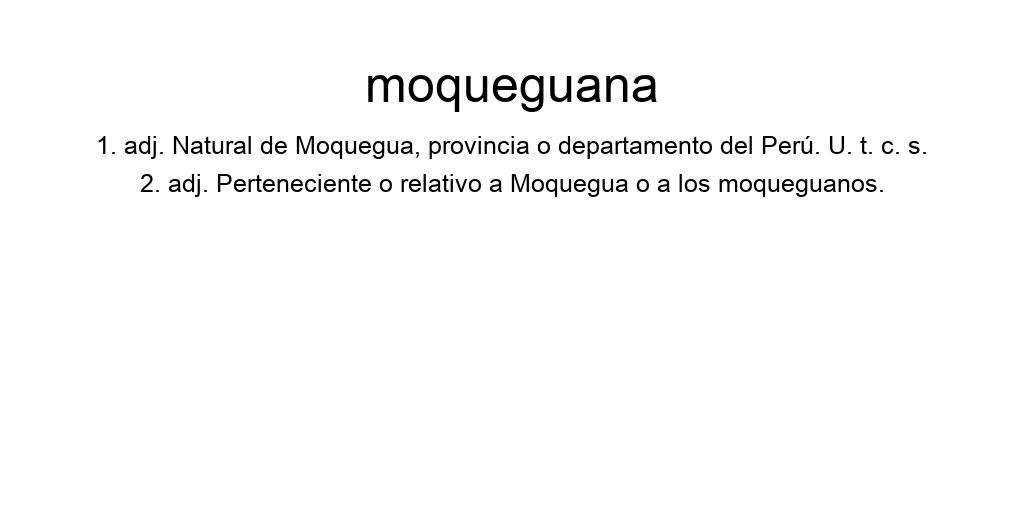 moqueguana
1. adj. Natural de Moquegua, provincia o departamento del Perú. U. t. c. s.
2. adj. Perteneciente o relativo a Moquegua o a los moqueguanos.